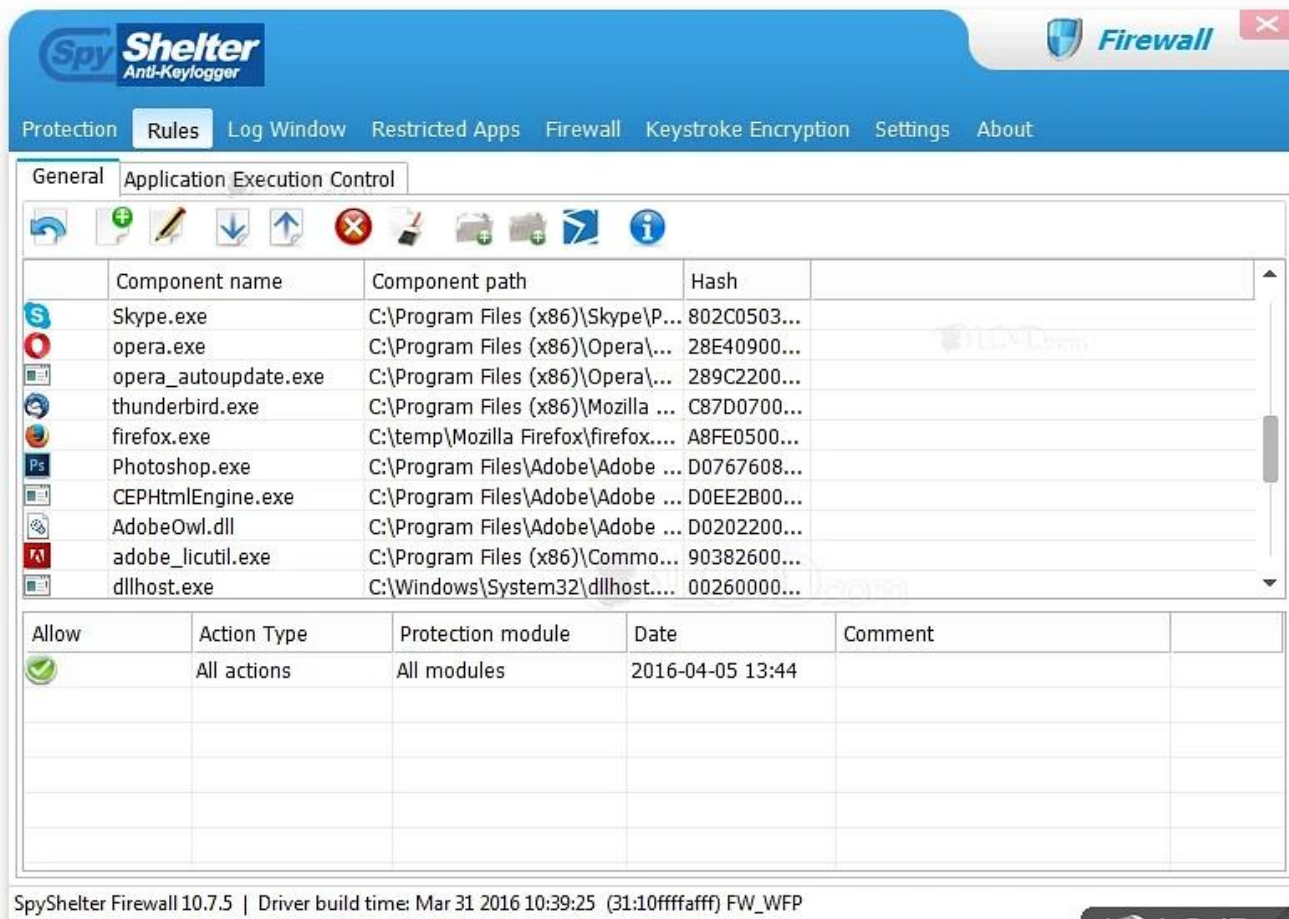 Spy Shelter
Anti-Keylogger
Firewall
Protection Rules Log Window Restricted Apps Firewall Keystroke Encryption Settings About
General Application Execution Control
Component name Component path Hash
Skype.exe C:\Program Files (x86)\Skype\P... 802C0503...
opera.exe C:\Program Files (x86)\Opera\... 28E40900...
opera_autoupdate.exe C:\Program Files (x86)\Opera\... 289C2200...
thunderbird.exe C:\Program Files (x86)\Mozilla ... C87D0700...
firefox.exe C:\temp\Mozilla Firefox\firefox.... A8FE0500...
Ps Photoshop.exe C:\Program Files\Adobe\Adobe ... D0767608...
CEPHtmlEngine.exe C:\Program Files\Adobe\Adobe ... D0EE2B00...
AdobeOwl.dll C:\Program Files\Adobe\Adobe ... D0202200...
adobe_licutil.exe C:\Program Files (x86)\Commo... 90382600...
dllhost.exe C:\Windows\System32\dllhost.... 00260000...
Allow Action Type Protection module Date Comment
All actions All modules 2016-04-05 13:44
SpyShelter Firewall 10.7.5 | Driver build time: Mar 31 2016 10:39:25 (31:10ffffafff) FW_WFP